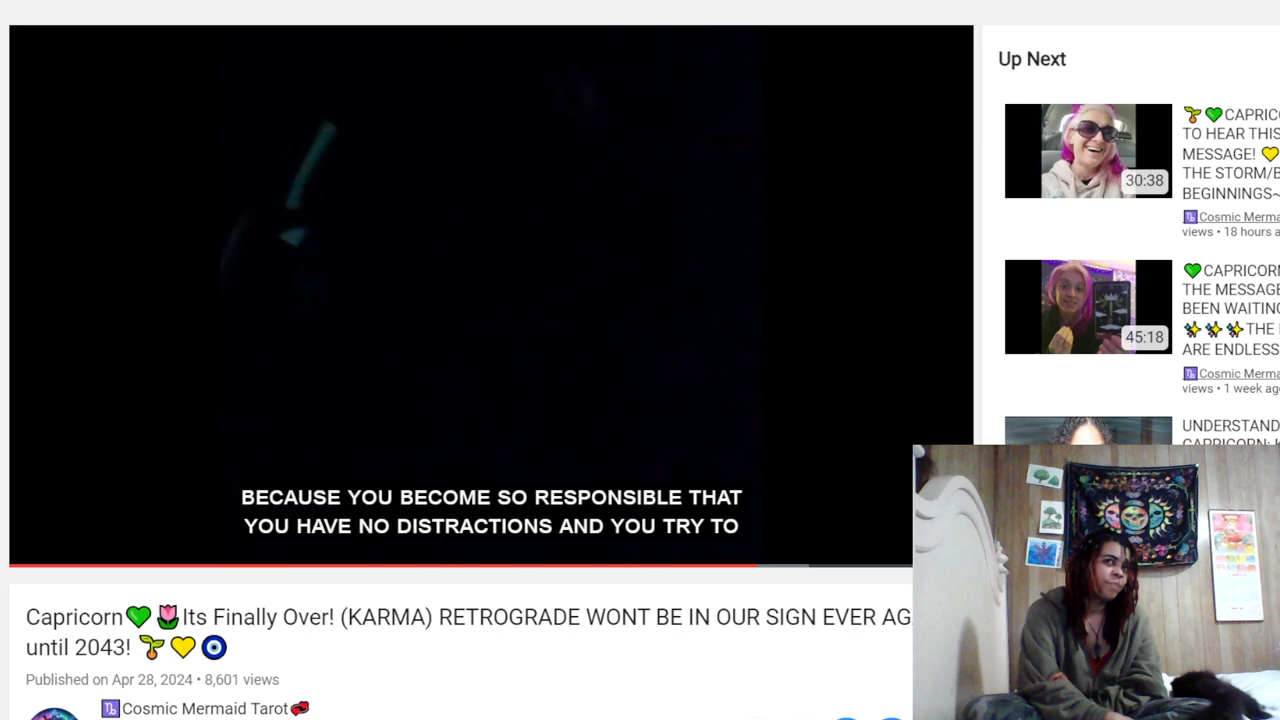 Up Next
🌱💚CAPRIC
TO HEAR THIS
MESSAGE! 💛
THE STORM/B
BEGINNINGS~
30:38
♑Cosmic Merma
views • 18 hours a
💚CAPRICORN
THE MESSAGE
BEEN WAITIN
✨✨✨THE
ARE ENDLESS
45:18
♑Cosmic Merma
views • 1 week ago
UNDERSTAND
BECAUSE YOU BECOME SO RESPONSIBLE THAT
YOU HAVE NO DISTRACTIONS AND YOU TRY TO
Capricorn💚🌷Its Finally Over! (KARMA) RETROGRADE WONT BE IN OUR SIGN EVER AG
until 2043! 🌱💛🧿
Published on Apr 28, 2024 • 8,601 views
♑Cosmic Mermaid Tarot💋